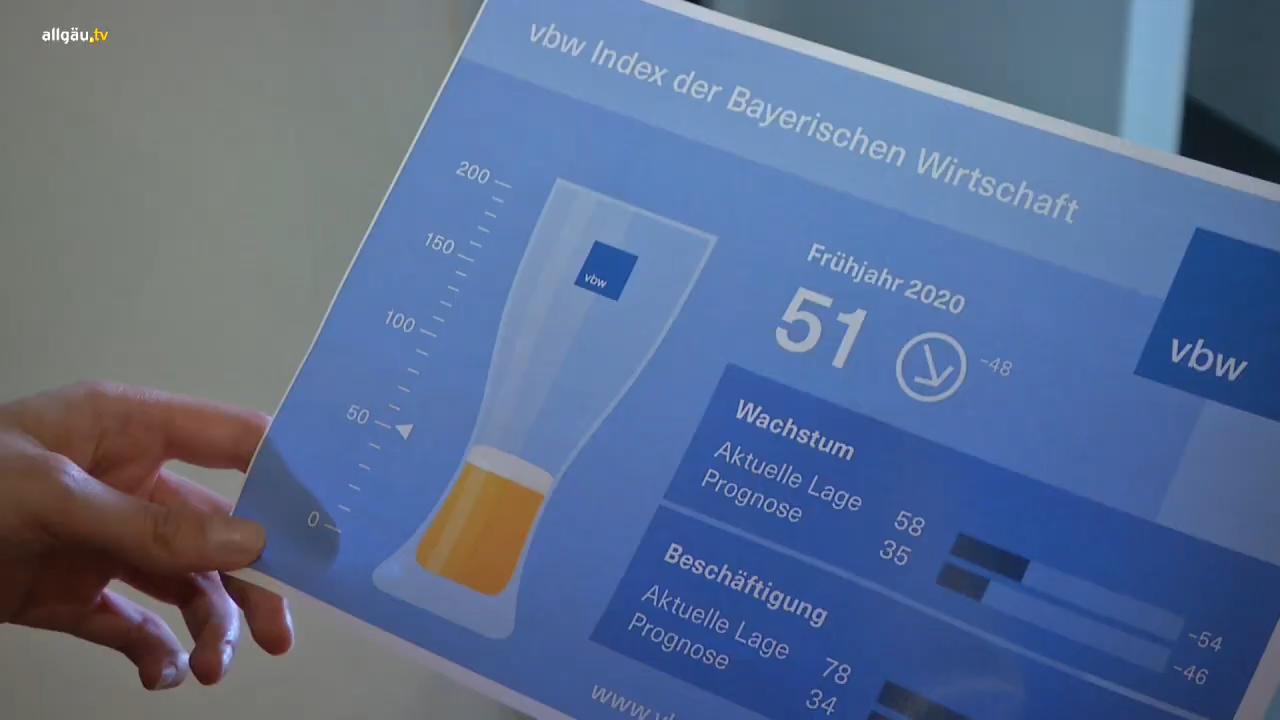 allgäu.tv
vbw Index der Bayerischen Wirtschaft
200
150
100
50
0
vbw
Frühjahr 2020
51
-48
vbw
Wachstum
Aktuelle Lage 58 -54
Prognose 35 -46
Beschäftigung
Aktuelle Lage 78
Prognose 34